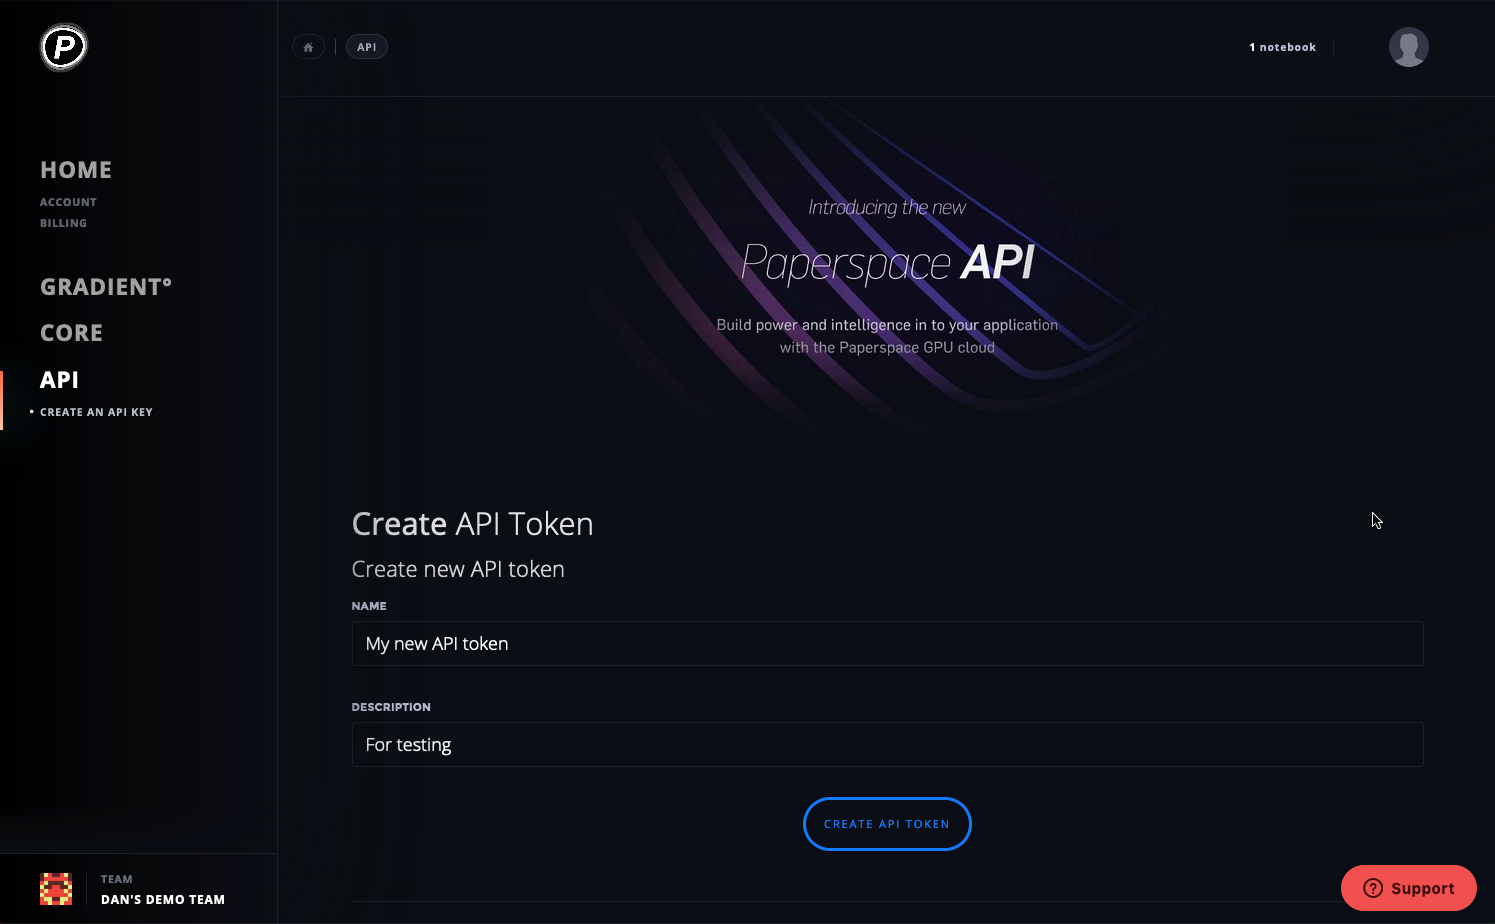 P
HOME
ACCOUNT
BILLING
GRADIENT°
CORE
API
• CREATE AN API KEY
TEAM
DAN'S DEMO TEAM
API
1 notebook
Introducing the new
Paperspace API
Build power and intelligence in to your application
with the Paperspace GPU cloud
Create API Token
Create new API token
NAME
My new API token
DESCRIPTION
For testing
CREATE API TOKEN
? Support